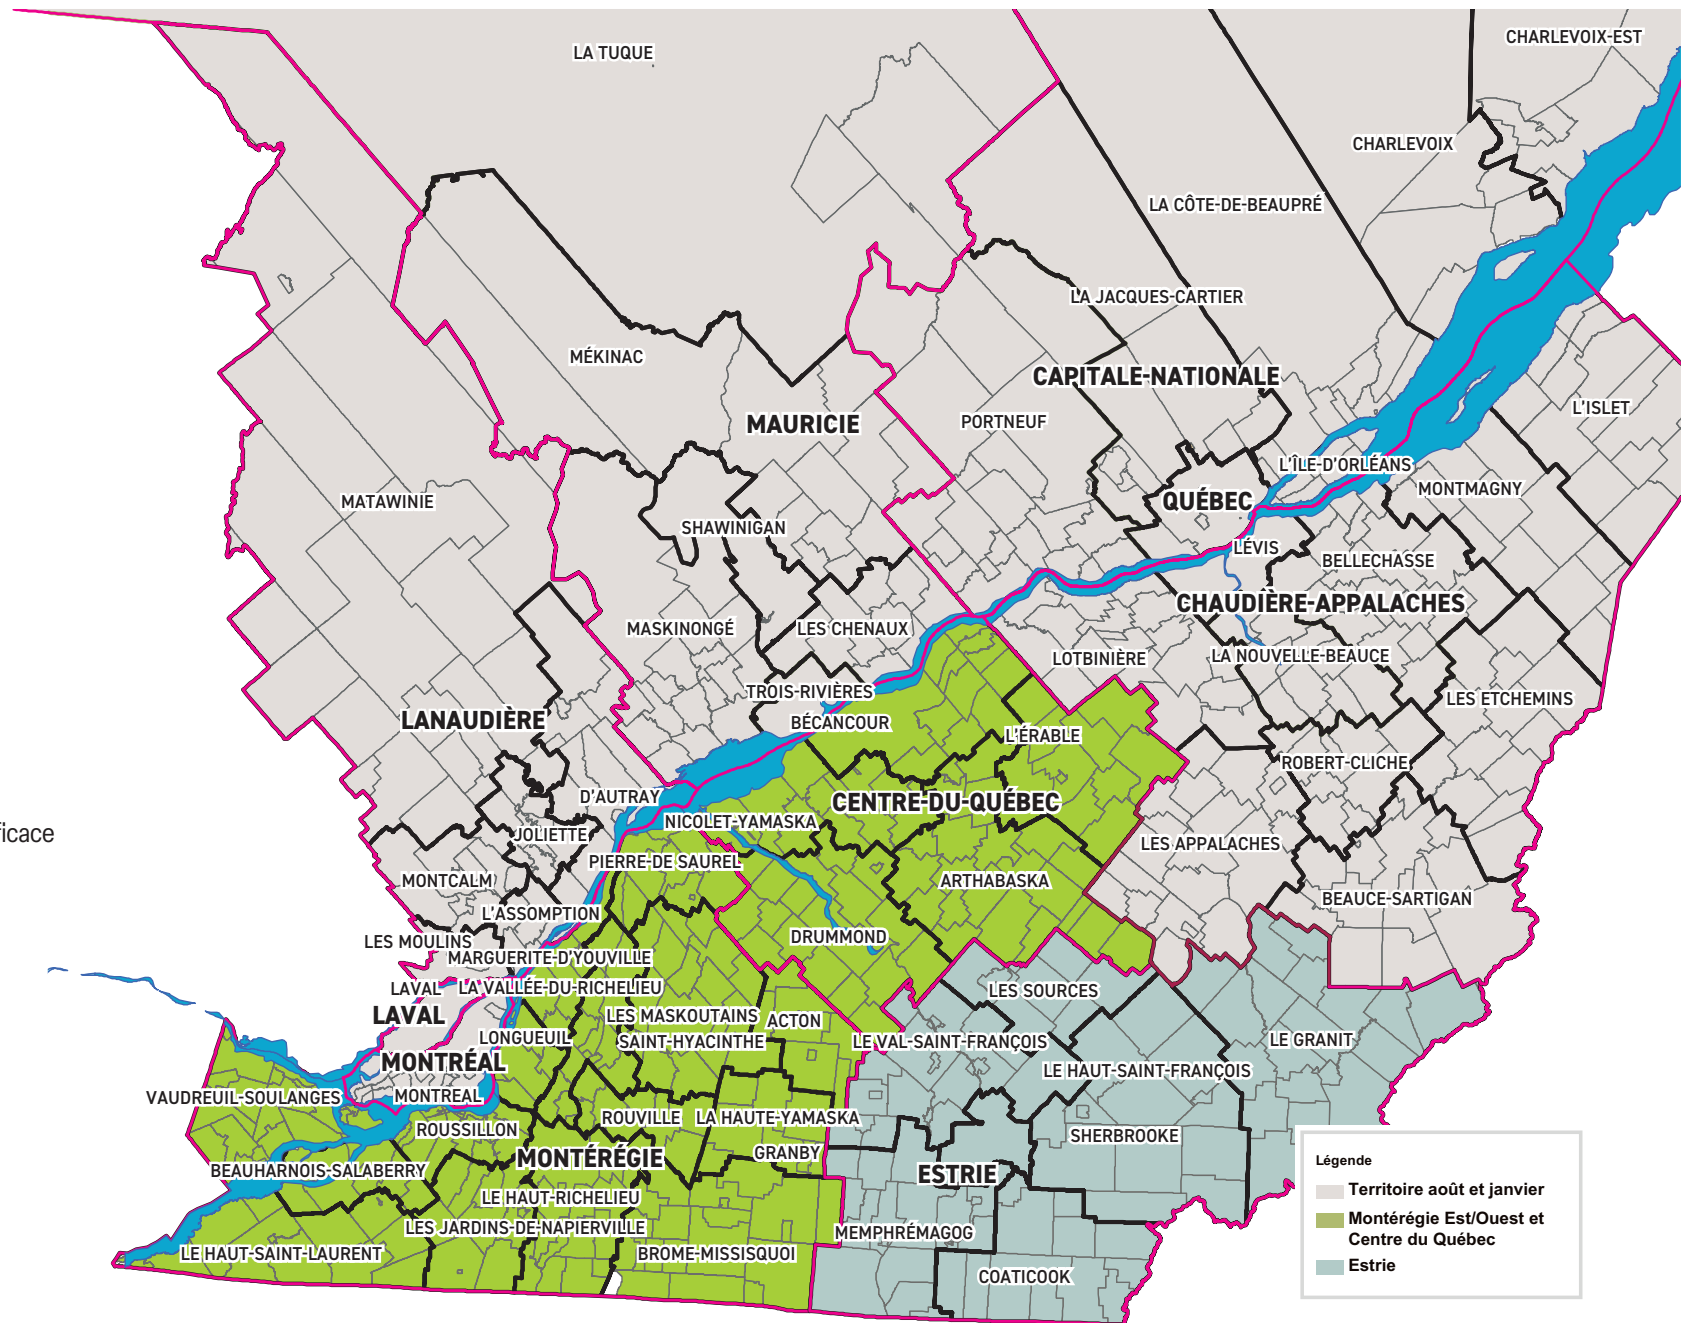 CHARLEVOIX-EST
LA TUQUE
CHARLEVOIX
LA CÔTE-DE-BEAUPRÉ
LA JACQUES-CARTIER
MÉKINAC
CAPITALE-NATIONALE
L'ISLET
MAURICIE
PORTNEUF
L'ÎLE-D'ORLÉANS
MONTMAGNY
MATAWINIE
QUÉBEC
SHAWINIGAN
LÉVIS
BELLECHASSE
CHAUDIÈRE-APPALACHES
MASKINONGÉ
LES CHENAUX
LOTBINIÈRE
LA NOUVELLE-BEAUCE
TROIS-RIVIÈRES
LES ETCHEMINS
LANAUDIÈRE
BÉCANCOUR
L'ÉRABLE
ROBERT-CLICHE
D'AUTRAY
CENTRE-DU-QUÉBEC
NICOLET-YAMASKA
ficace
JOLIETTE
LES APPALACHES
PIERRE-DE SAUREL
MONTCALM
ARTHABASKA
BEAUCE-SARTIGAN
L'ASSOMPTION
DRUMMOND
LES MOULINS
MARGUERITE-D'YOUVILLE
LAVAL
LA VALLÉE-DU-RICHELIEU
LES SOURCES
LAVAL
LES MASKOUTAINS
ACTON
LONGUEUIL
SAINT-HYACINTHE
LE VAL-SAINT-FRANÇOIS
LE GRANIT
MONTRÉAL
LE HAUT-SAINT-FRANÇOIS
VAUDREUIL-SOULANGES
MONTREAL
ROUVILLE
LA HAUTE-YAMASKA
ROUSSILLON
SHERBROOKE
GRANBY
MONTÉRÉGIE
BEAUHARNOIS-SALABERRY
ESTRIE
LE HAUT-RICHELIEU
LES JARDINS-DE-NAPIERVILLE
MEMPHRÉMAGOG
LE HAUT-SAINT-LAURENT
BROME-MISSISQUOI
COATICOOK
Légende
Territoire août et janvier
Montérégie Est/Ouest et
Centre du Québec
Estrie